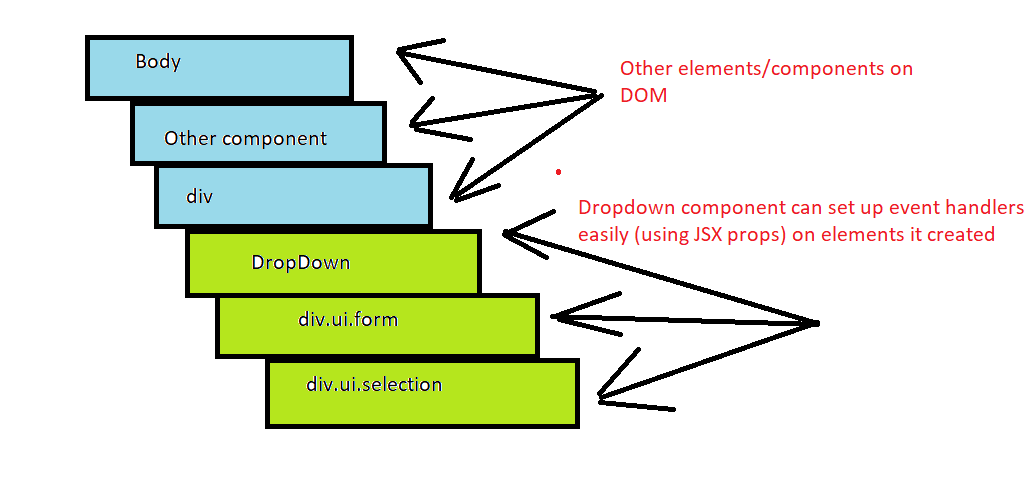 Body
Other elements/components on
DOM
Other component
div
Dropdown component can set up event handlers
easily (using JSX props) on elements it created
DropDown
div.ui.form
div.ui.selection